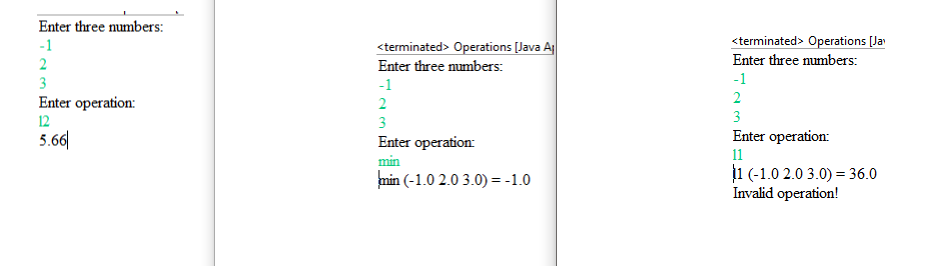 Enter three numbers:
-1
2
3
Enter operation:
l2
5.66
<terminated> Operations [Java Ap
Enter three numbers:
-1
2
3
Enter operation:
min
min (-1.0 2.0 3.0) = -1.0
<terminated> Operations [Jav
Enter three numbers:
-1
2
3
Enter operation:
l1
l1 (-1.0 2.0 3.0) = 36.0
Invalid operation!